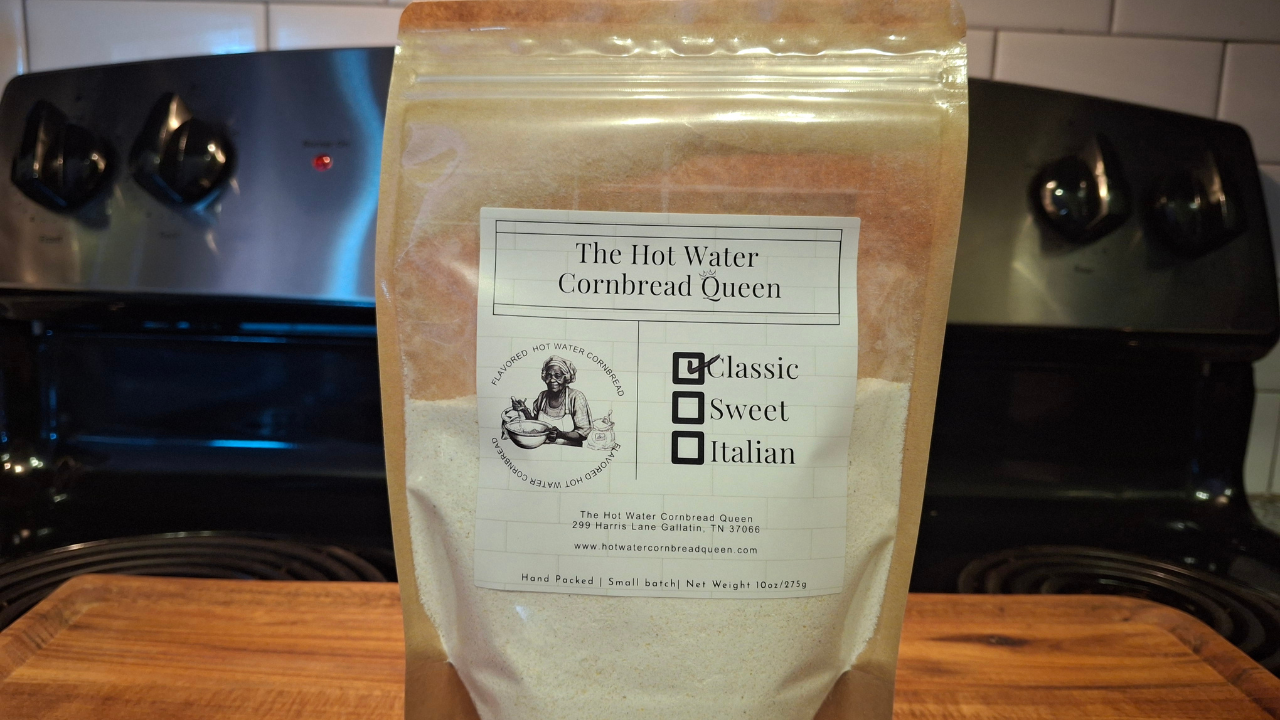 The Hot Water
Cornbread Queen
FLAVORED HOT WATER CORNBREAD
FLAVORED HOT WATER CORNBREAD
Classic
Sweet
Italian
The Hot Water Cornbread Queen
299 Harris Lane Gallatin, TN 37066
www.hotwatercornbreadqueen.com
Hand Packed | Small batch| Net Weight 10oz/275g